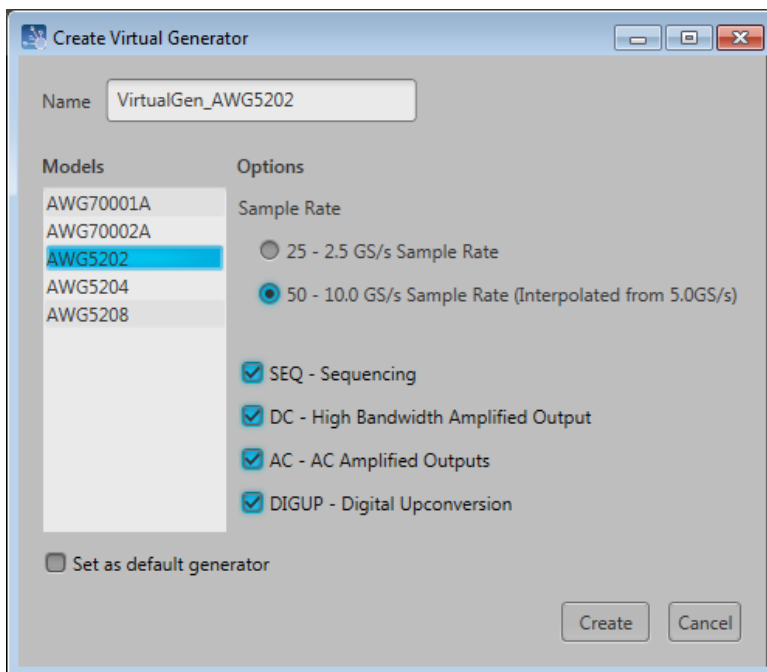 Create Virtual Generator
Name VirtualGen_AWG5202
Models
AWG70001A
AWG70002A
AWG5202
AWG5204
AWG5208
Options
Sample Rate
25 - 2.5 GS/s Sample Rate
50 - 10.0 GS/s Sample Rate (Interpolated from 5.0GS/s)
SEQ - Sequencing
DC - High Bandwidth Amplified Output
AC - AC Amplified Outputs
DIGUP - Digital Upconversion
Set as default generator
Create Cancel